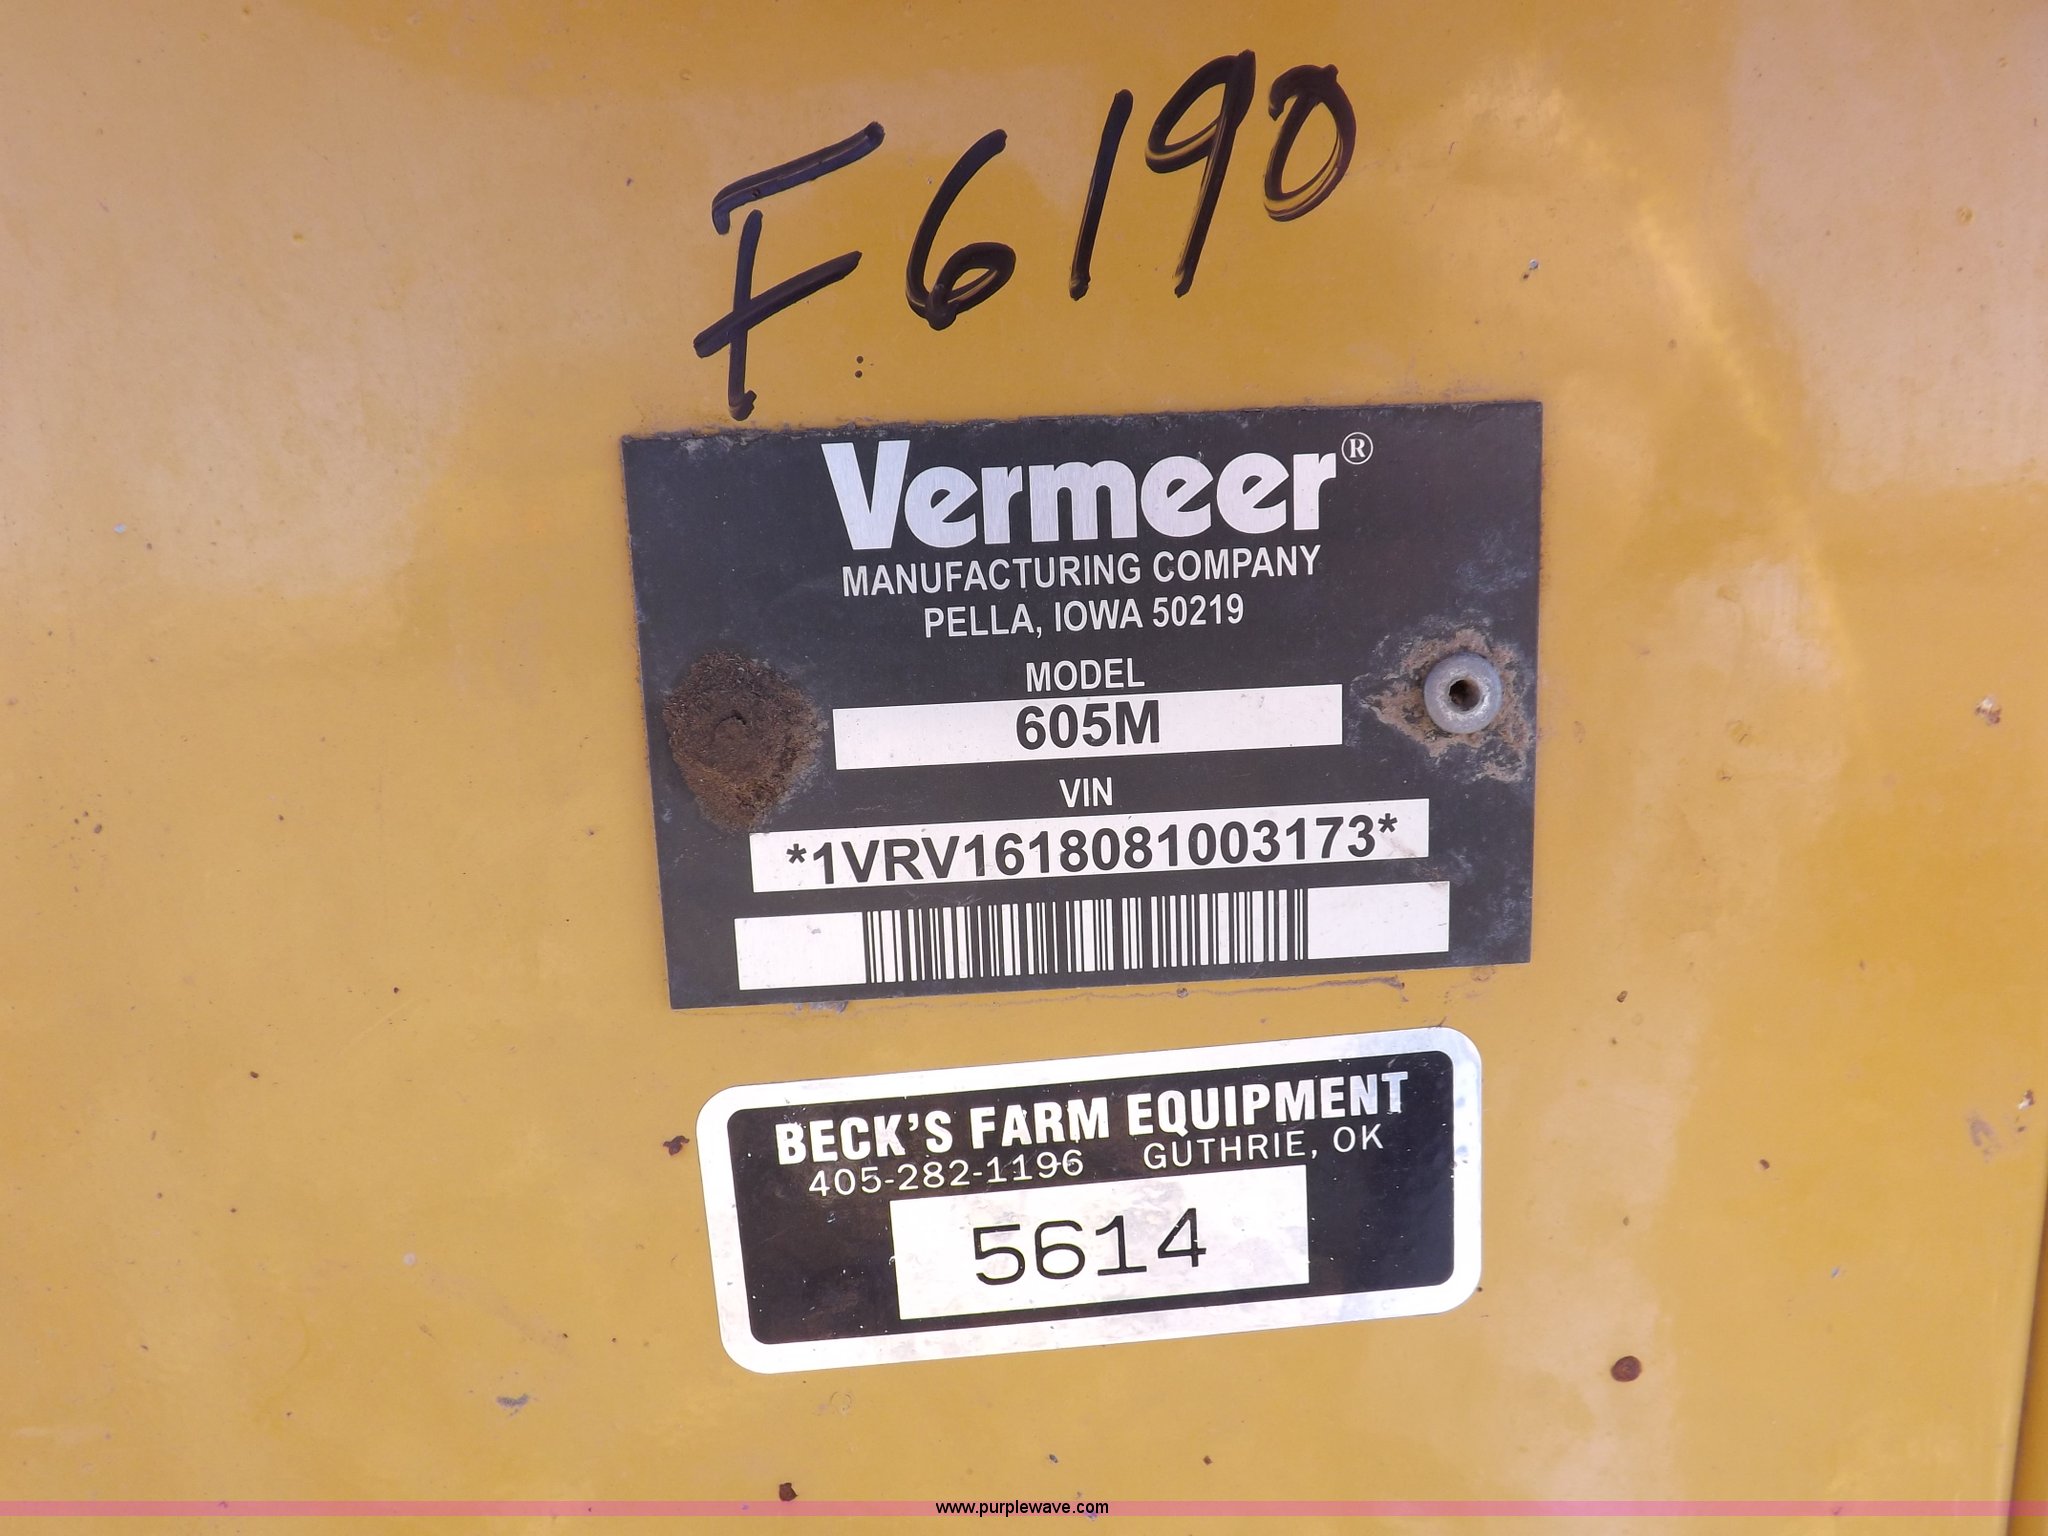 F6190
Vermeer®
MANUFACTURING COMPANY
PELLA, IOWA 50219
MODEL
605M
VIN
*1VRV1618081003173*
BECK'S FARM EQUIPMENT
405-282-1196 GUTHRIE, OK
5614
www.purplewave.com